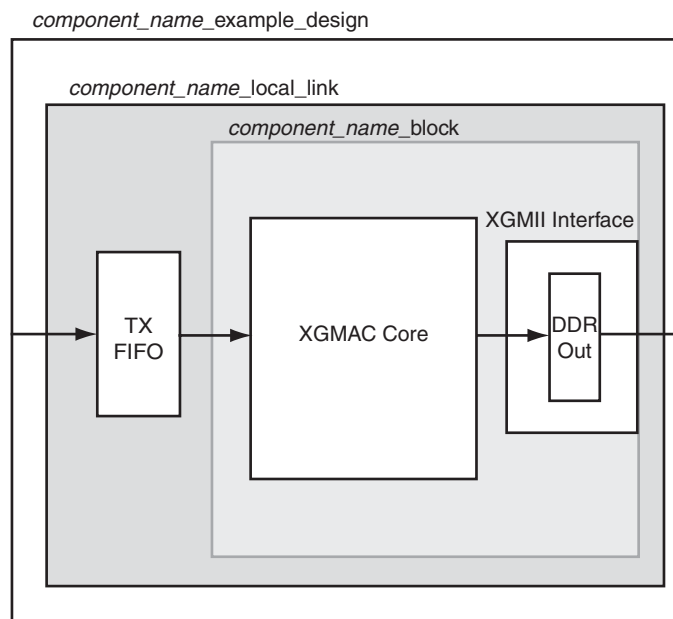 component_name_example_design
component_name_local_link
component_name_block
XGMII Interface
TX
FIFO
XGMAC Core
DDR
Out